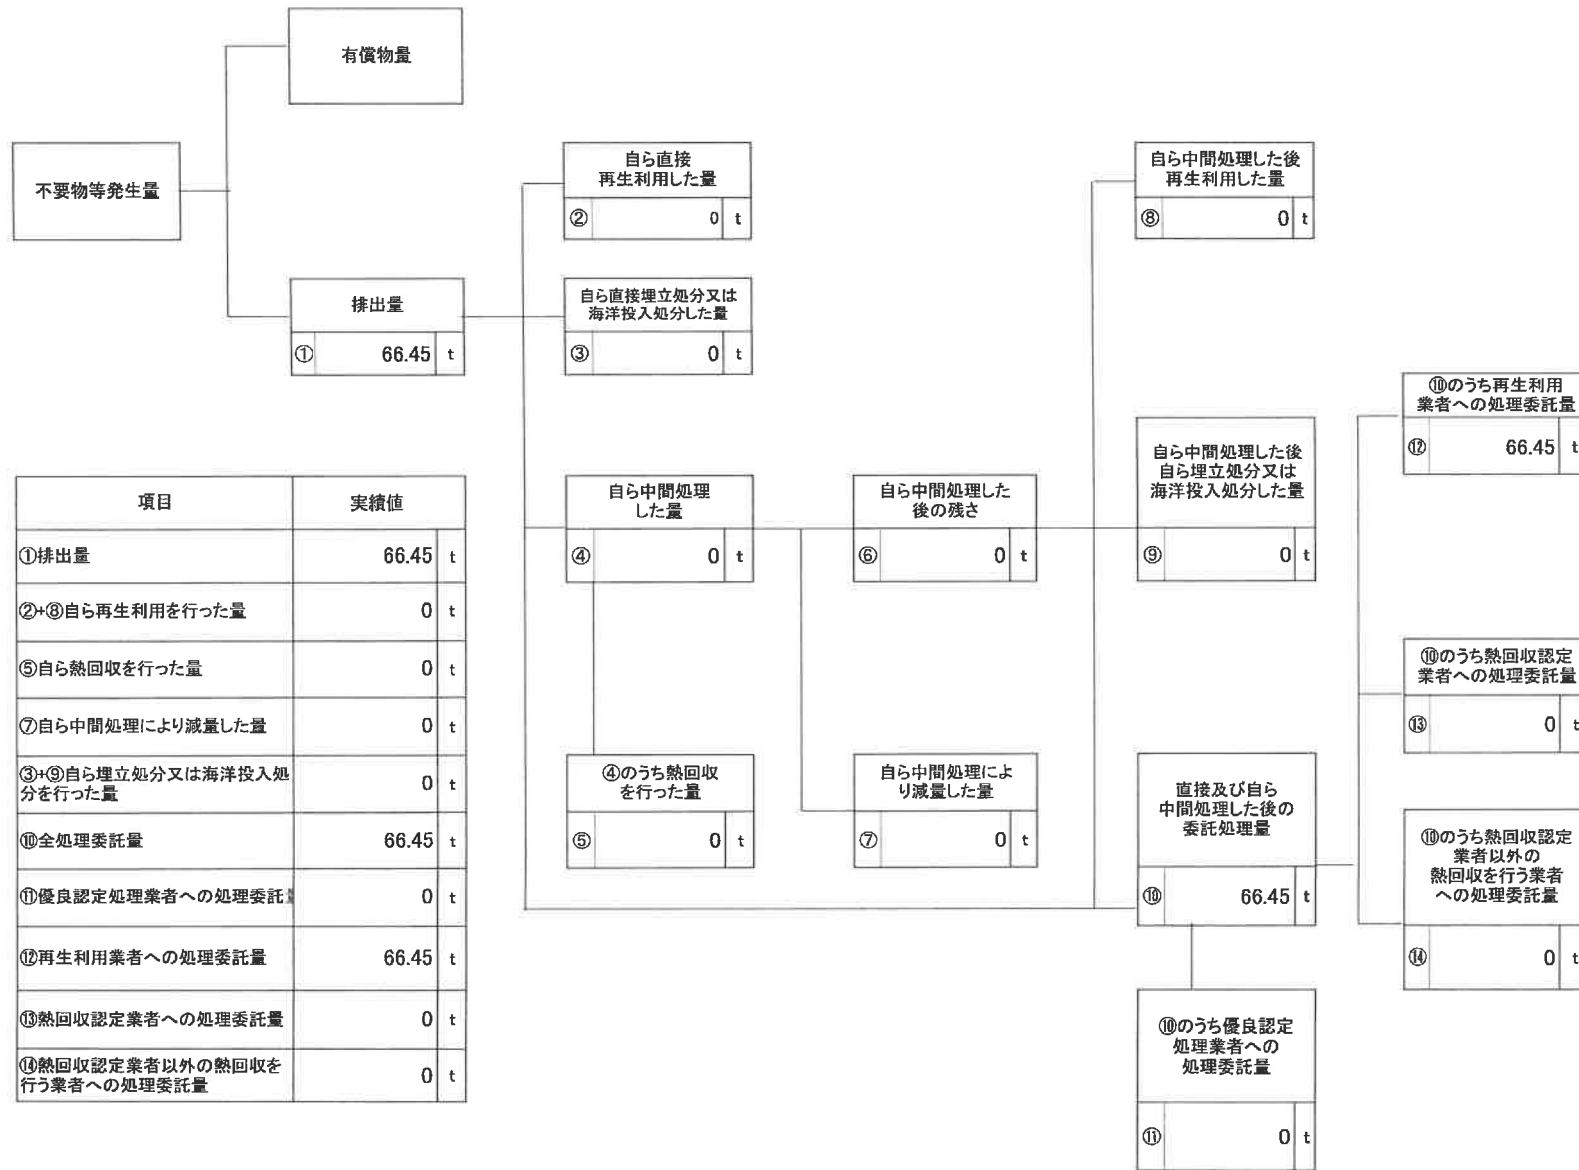 有償物量
不要物等発生量
排出量
① 66.45 t
自ら直接
再生利用した量
② 0 t
自ら直接埋立処分又は
海洋投入処分した量
③ 0 t
自ら中間処理
した量
④ 0 t
④のうち熱回収
を行った量
⑤ 0 t
自ら中間処理した
後の残さ
⑥ 0 t
自ら中間処理によ
り減量した量
⑦ 0 t
自ら中間処理した後
再生利用した量
⑧ 0 t
自ら中間処理した後
自ら埋立処分又は
海洋投入処分した量
⑨ 0 t
直接及び自ら
中間処理した後の
委託処理量
⑩ 66.45 t
⑩のうち優良認定
処理業者への
処理委託量
⑪ 0 t
⑩のうち再生利用
業者への処理委託量
⑫ 66.45 t
⑩のうち熱回収認定
業者への処理委託量
⑬ 0 t
⑩のうち熱回収認定
業者以外の
熱回収を行う業者
への処理委託量
⑭ 0 t
項目 実績値
①排出量 66.45 t
②+⑧自ら再生利用を行った量 0 t
⑤自ら熱回収を行った量 0 t
⑦自ら中間処理により減量した量 0 t
③+⑨自ら埋立処分又は海洋投入処
分を行った量 0 t
⑩全処理委託量 66.45 t
⑪優良認定処理業者への処理委託 0 t
⑫再生利用業者への処理委託量 66.45 t
⑬熱回収認定業者への処理委託量 0 t
⑭熱回収認定業者以外の熱回収を
行う業者への処理委託量 0 t